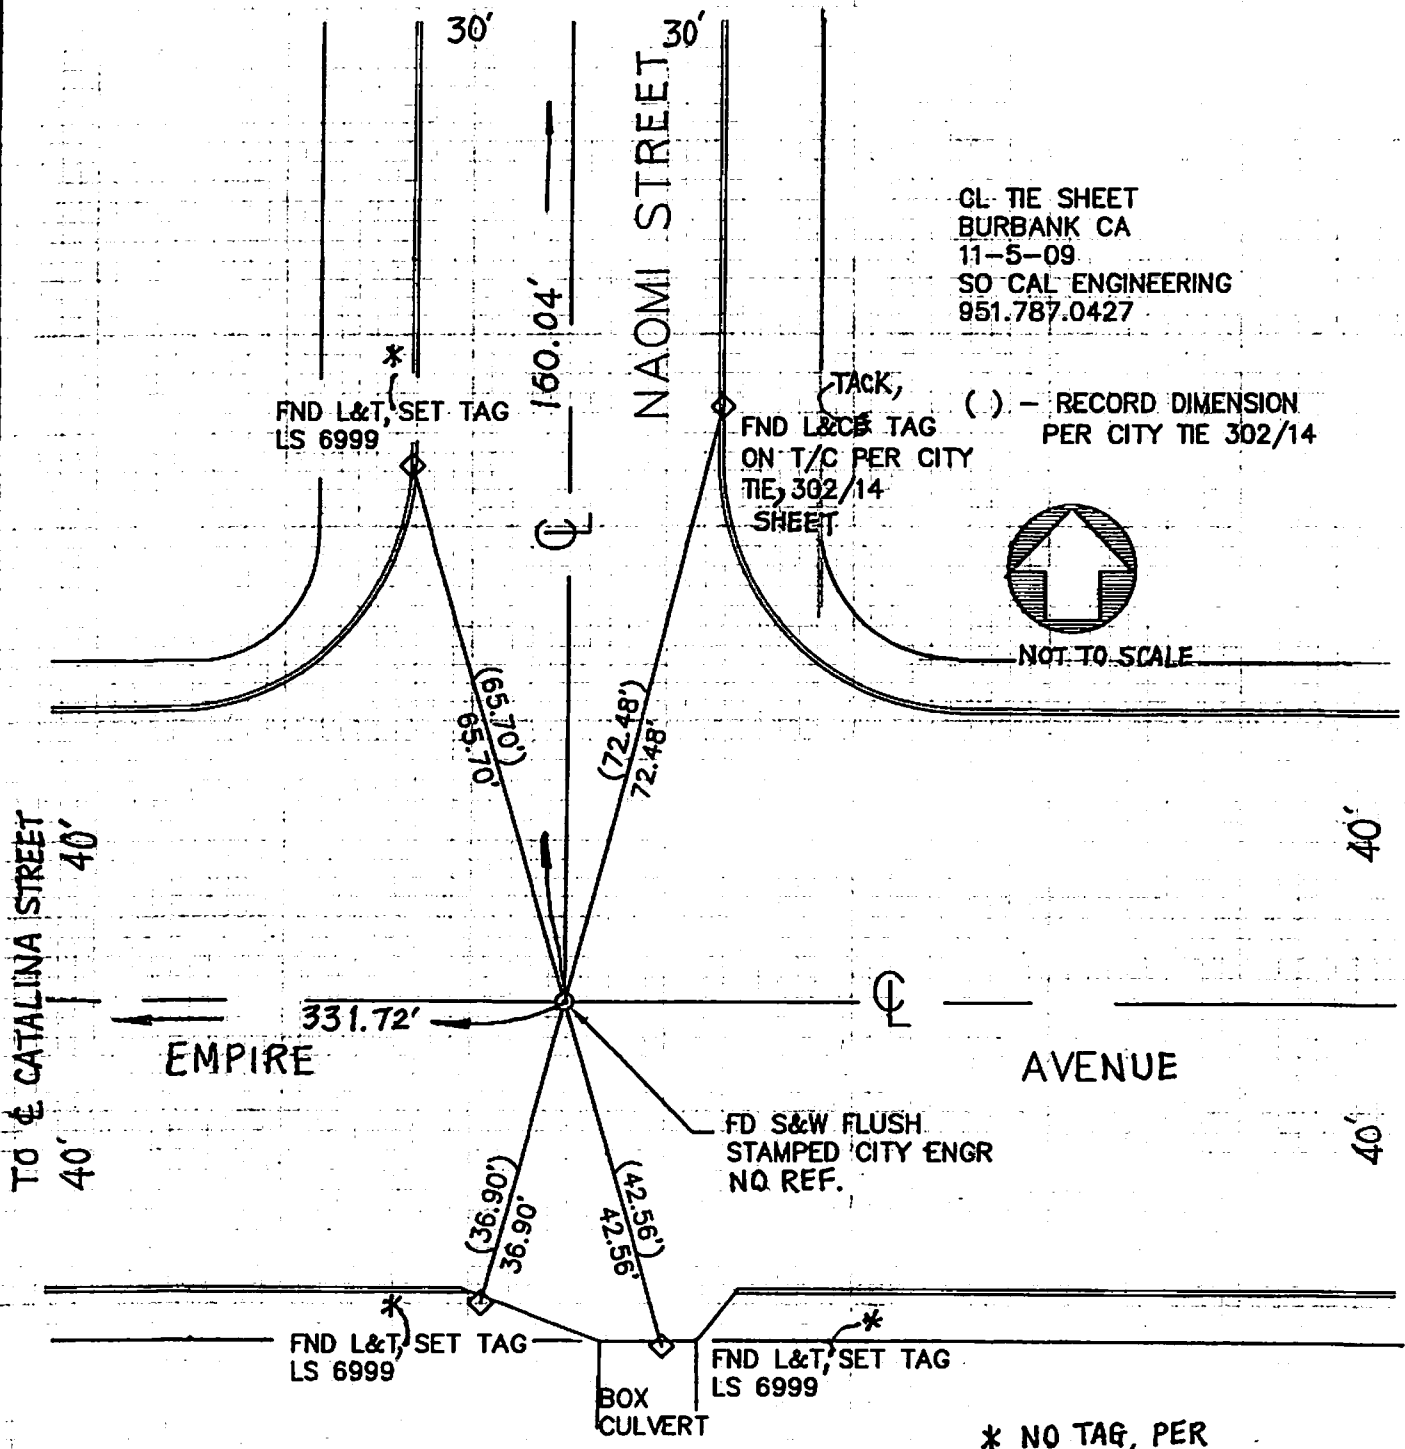 30'
30'
NAOMI STREET
160.04'
CL TIE SHEET
BURBANK CA
11-5-09
SO CAL ENGINEERING
951.787.0427
( ) - RECORD DIMENSION
PER CITY TIE 302/14
*
FND L&T, SET TAG
LS 6999
TACK,
FND L&CB TAG
ON T/C PER CITY
TIE, 302/14
SHEET
℄
NOT TO SCALE
(65.70')
65.70'
(72.48')
72.48'
TO ℄ CATALINA STREET
40'
40'
40'
40'
331.72'
℄
EMPIRE
AVENUE
FD S&W FLUSH
STAMPED CITY ENGR
NO REF.
(36.90')
36.90'
(42.56')
42.56'
*
FND L&T, SET TAG
LS 6999
*
FND L&T, SET TAG
LS 6999
BOX
CULVERT
* NO TAG, PER